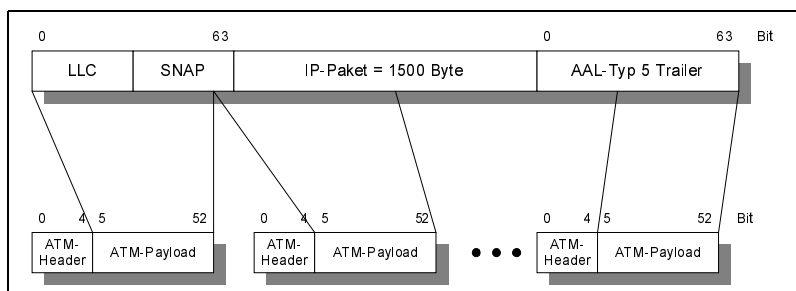 0 63 0 63 Bit
LLC SNAP IP-Paket = 1500 Byte AAL-Typ 5 Trailer
0 4 5 52 0 4 5 52 0 4 5 52 Bit
ATM-Header ATM-Payload ATM-Header ATM-Payload ATM-Header ATM-Payload